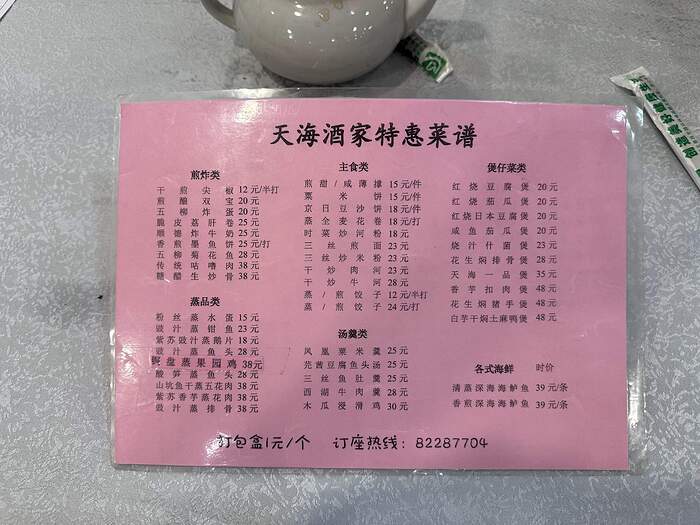 天海酒家特惠菜谱
煎炸类
干煎尖椒 12元/半打
煎酿双宝 20元
五柳炸蛋 20元
脆皮荔肝卷 25元
顺德炸牛奶 25元
香煎墨鱼饼 25元/打
五柳菊花鱼 28元
传统咕噜肉 38元
糖醋生炒骨 38元
蒸品类
粉丝蒸水蛋 15元
豉汁蒸钳鱼 23元
紫苏豉汁蒸鹅片 18元
豉汁蒸鱼头 28元
盘蒸果园鸡 38元
酸笋蒸鱼头 28元
山坑鱼干蒸五花肉 38元
紫苏香芋蒸花肉 38元
豉汁蒸排骨 38元
主食类
煎甜/咸薄撑 15元/件
粟米饼 15元/件
京日豆沙饼 18元/件
蒸全麦花卷 18元/打
时菜炒河粉 18元
三丝煎面 23元
三丝炒米粉 23元
干炒肉河 23元
干炒牛河 28元
蒸/煎饺子 12元/半打
蒸/煎饺子 24元/打
汤羹类
凤凰粟米羹 25元
芫茜豆腐鱼头汤 25元
三丝鱼肚羹 25元
西湖牛肉羹 28元
木瓜浸滑鸡 30元
煲仔菜类
红烧豆腐煲 20元
红烧茄瓜煲 20元
红烧日本豆腐煲 20元
咸鱼茄瓜煲 20元
烧汁什菌煲 23元
花生焖排骨煲 58元
天海一品煲 35元
香芋扣肉煲 48元
花生焖猪手煲 48元
白芋干焖土麻鸭煲 48元
各式海鲜 时价
清蒸深海海鲈鱼 39元/条
香煎深海海鲈鱼 39元/条
打包盒1元/个 订座热线：82287704